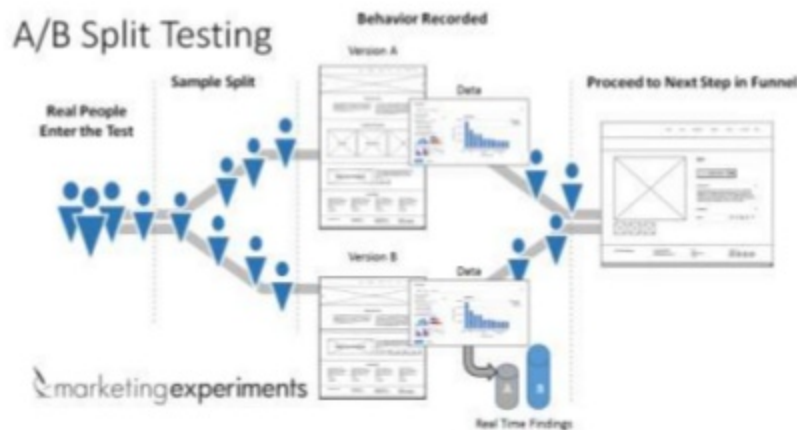 A/B Split Testing
Behavior Recorded
Version A
Sample Split
Data
Proceed to Next Step in Funnel
Real People
Enter the Test
Version B
Data
A
B
marketingexperiments
Real Time Findings